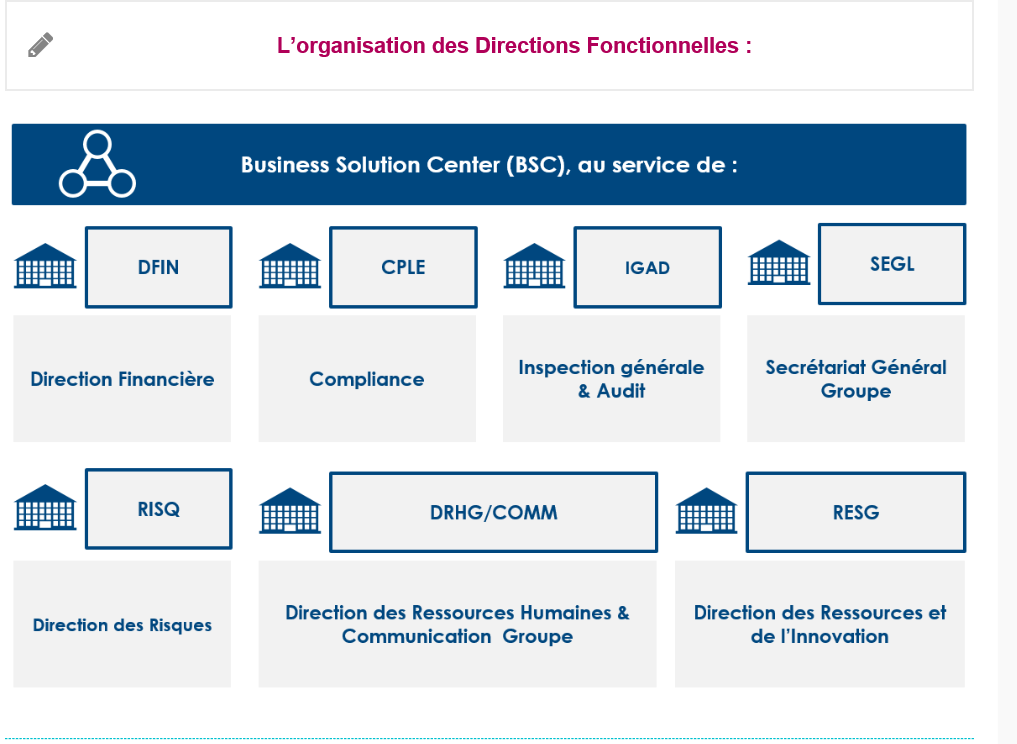 L'organisation des Directions Fonctionnelles :
Business Solution Center (BSC), au service de :
DFIN
CPLE
IGAD
SEGL
Direction Financière
Compliance
Inspection générale
& Audit
Secrétariat Général
Groupe
RISQ
DRHG/COMM
RESG
Direction des Risques
Direction des Ressources Humaines &
Communication Groupe
Direction des Ressources et
de l'Innovation